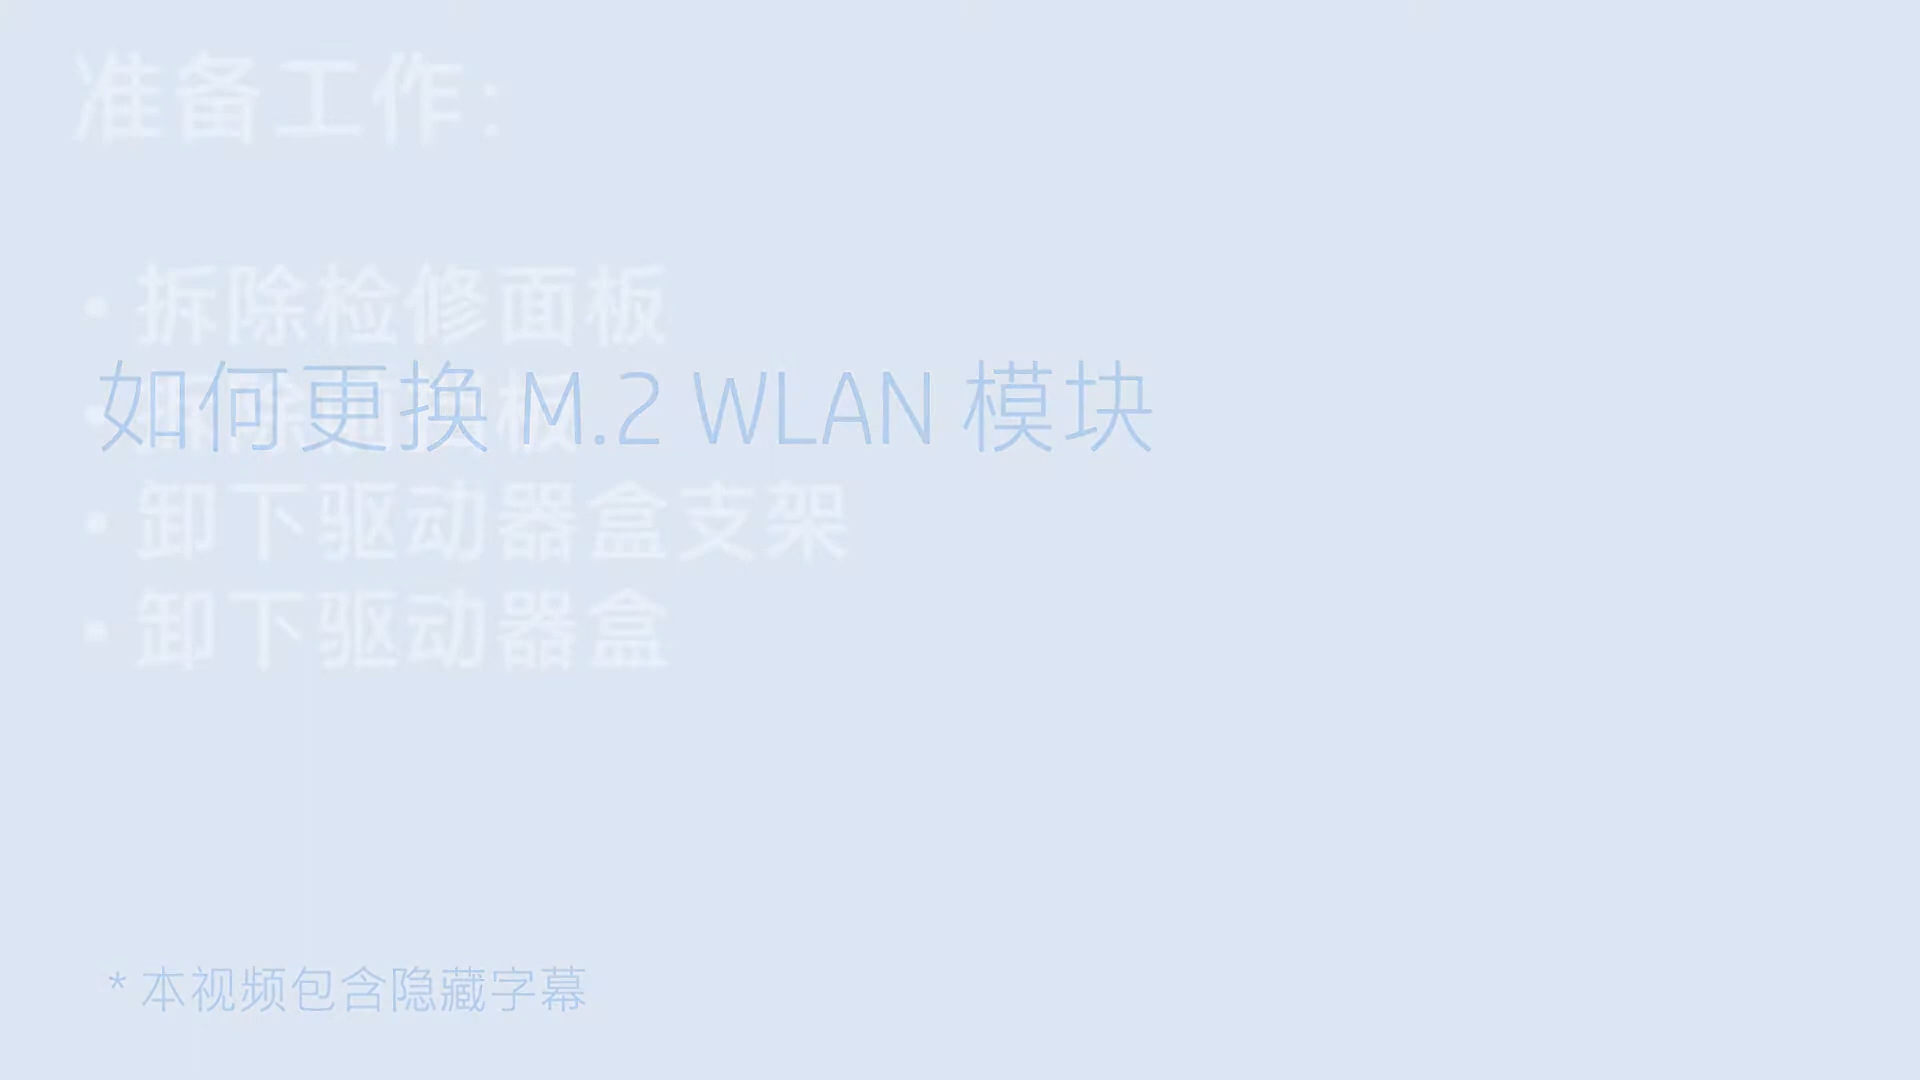 准备工作:
• 拆除检修面板
如何更换 M.2 WLAN 模块
• 卸下驱动器盒支架
• 卸下驱动器盒
* 本视频包含隐藏字幕